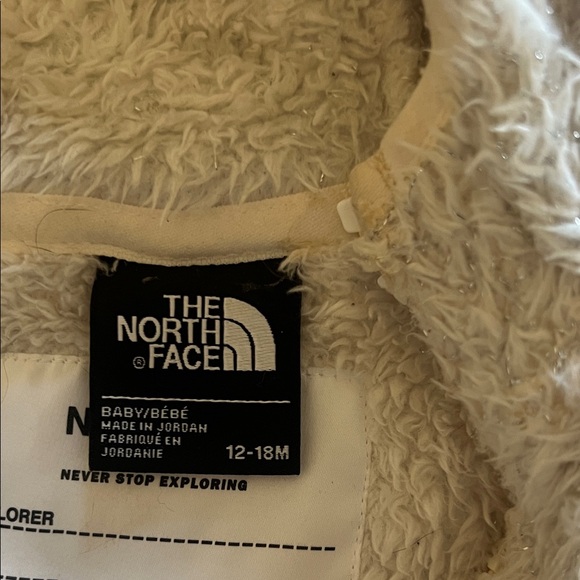 THE
NORTH
FACE
®
BABY/BÉBÉ
MADE IN JORDAN
FABRIQUÉ EN
JORDANIE
12-18M
N
NEVER STOP EXPLORING
LORER